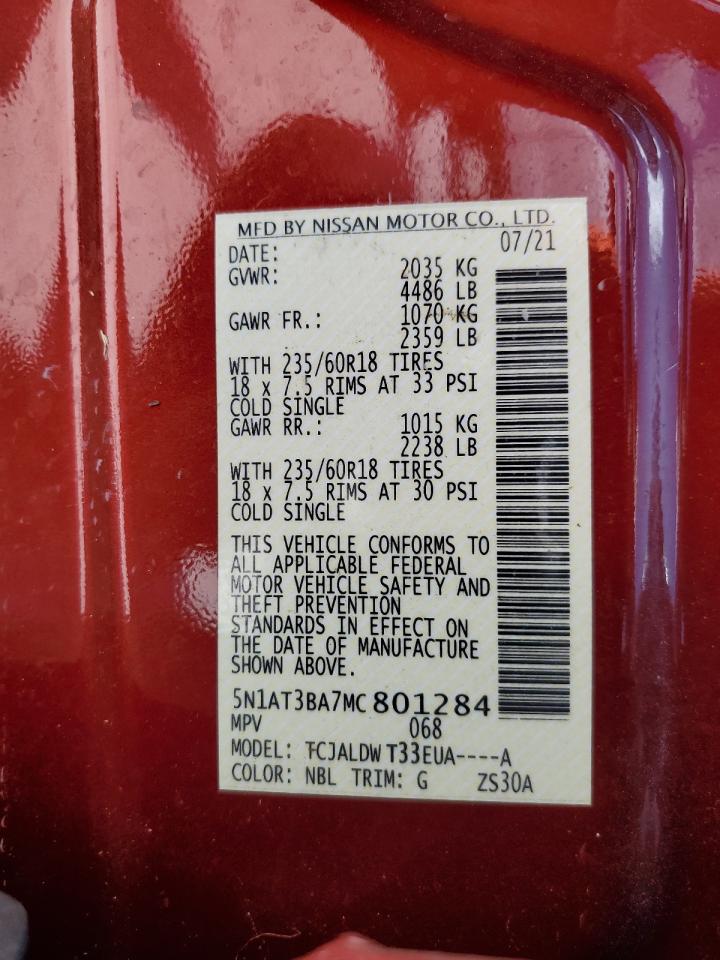 MFD BY NISSAN MOTOR CO., LTD.
DATE: 07/21
GVWR: 2035 KG
4486 LB
GAWR FR.: 1070 KG
2359 LB
WITH 235/60R18 TIRES
18 x 7.5 RIMS AT 33 PSI
COLD SINGLE
GAWR RR.: 1015 KG
2238 LB
WITH 235/60R18 TIRES
18 x 7.5 RIMS AT 30 PSI
COLD SINGLE
THIS VEHICLE CONFORMS TO
ALL APPLICABLE FEDERAL
MOTOR VEHICLE SAFETY AND
THEFT PREVENTION
STANDARDS IN EFFECT ON
THE DATE OF MANUFACTURE
SHOWN ABOVE.
5N1AT3BA7MC801284
MPV 068
MODEL: TCJALDW T33EUA----A
COLOR: NBL TRIM: G ZS30A